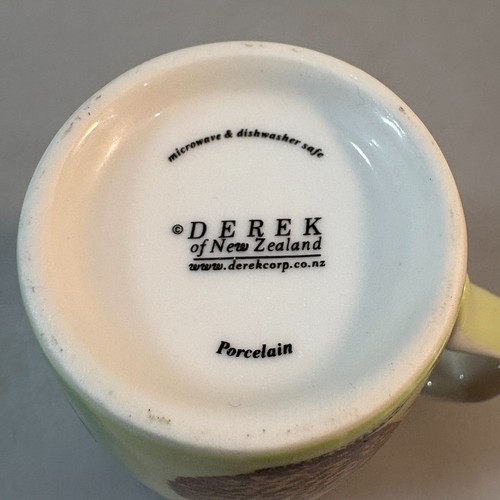 microwave & dishwasher safe
© DEREK
of New Zealand
www.derekcorp.co.nz
Porcelain